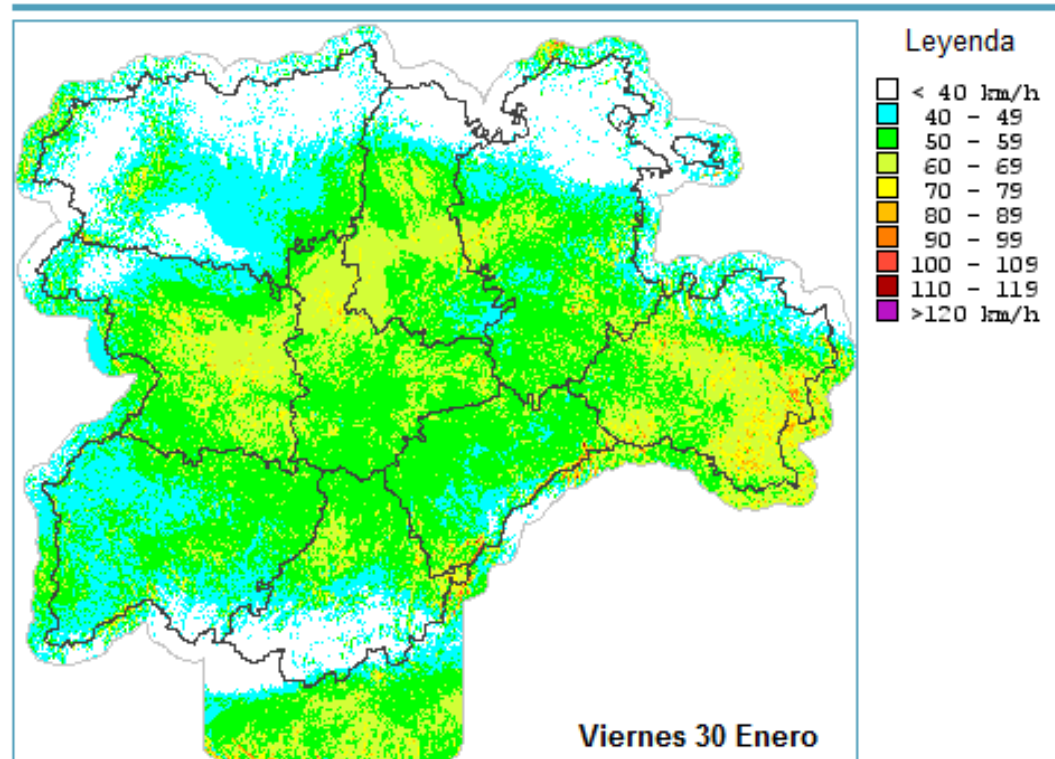 Leyenda
< 40 km/h
40 – 49
50 – 59
60 – 69
70 – 79
80 – 89
90 – 99
100 – 109
110 – 119
>120 km/h
Viernes 30 Enero